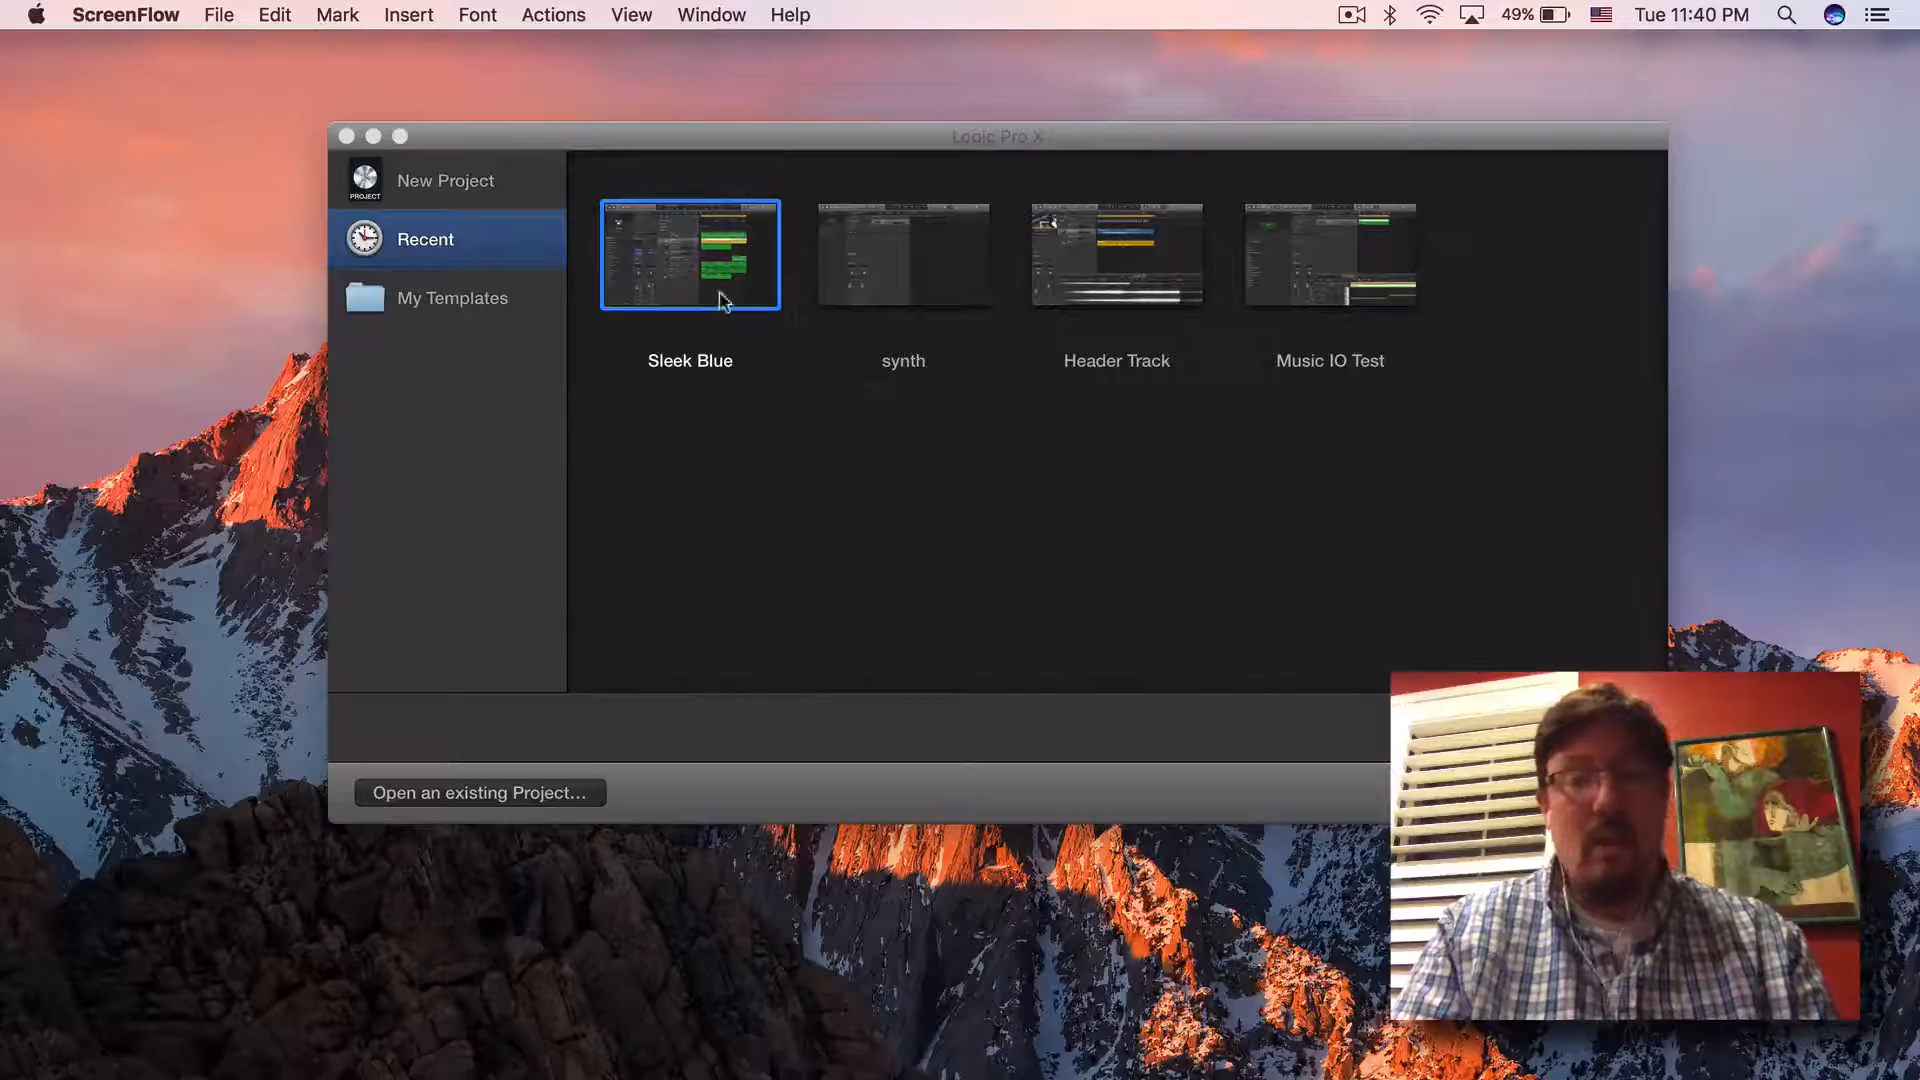 ScreenFlow File Edit Mark Insert Font Actions View Window Help 49% Tue 11:40 PM
Logic Pro X
PROJECT New Project
Recent
My Templates
Sleek Blue synth Header Track Music IO Test
Open an existing Project...